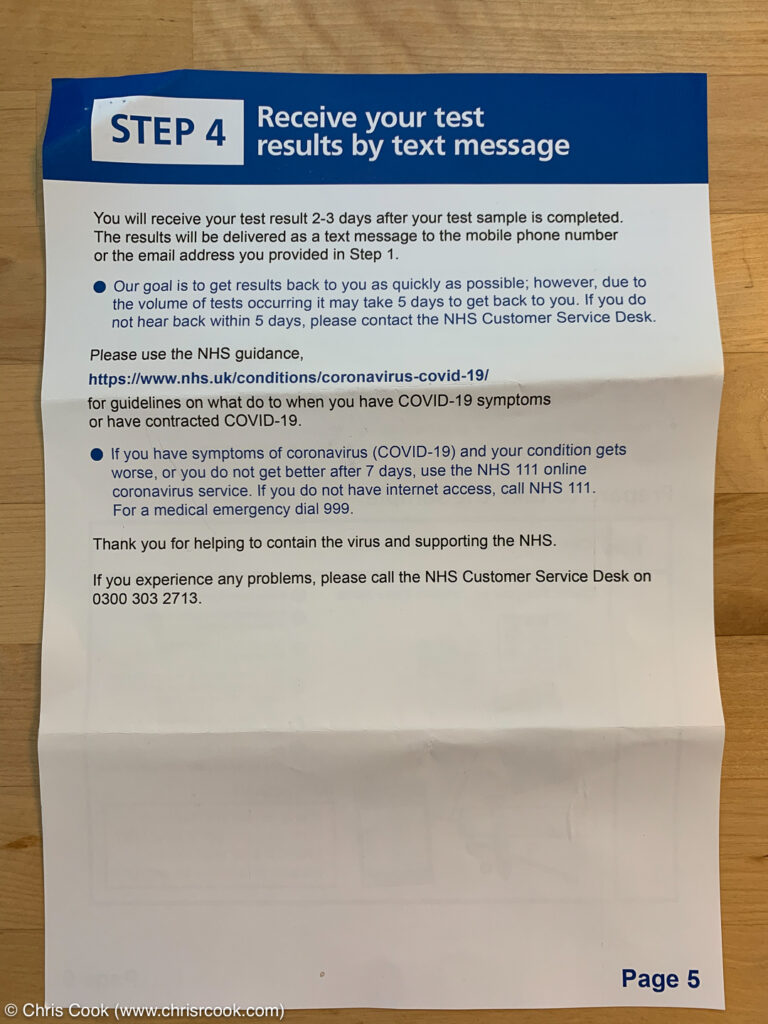 STEP 4
Receive your test
results by text message
You will receive your test result 2-3 days after your test sample is completed.
The results will be delivered as a text message to the mobile phone number
or the email address you provided in Step 1.
● Our goal is to get results back to you as quickly as possible; however, due to
the volume of tests occurring it may take 5 days to get back to you. If you do
not hear back within 5 days, please contact the NHS Customer Service Desk.
Please use the NHS guidance,
https://www.nhs.uk/conditions/coronavirus-covid-19/
for guidelines on what do to when you have COVID-19 symptoms
or have contracted COVID-19.
● If you have symptoms of coronavirus (COVID-19) and your condition gets
worse, or you do not get better after 7 days, use the NHS 111 online
coronavirus service. If you do not have internet access, call NHS 111.
For a medical emergency dial 999.
Thank you for helping to contain the virus and supporting the NHS.
If you experience any problems, please call the NHS Customer Service Desk on
0300 303 2713.
Page 5
© Chris Cook (www.chrisrcook.com)